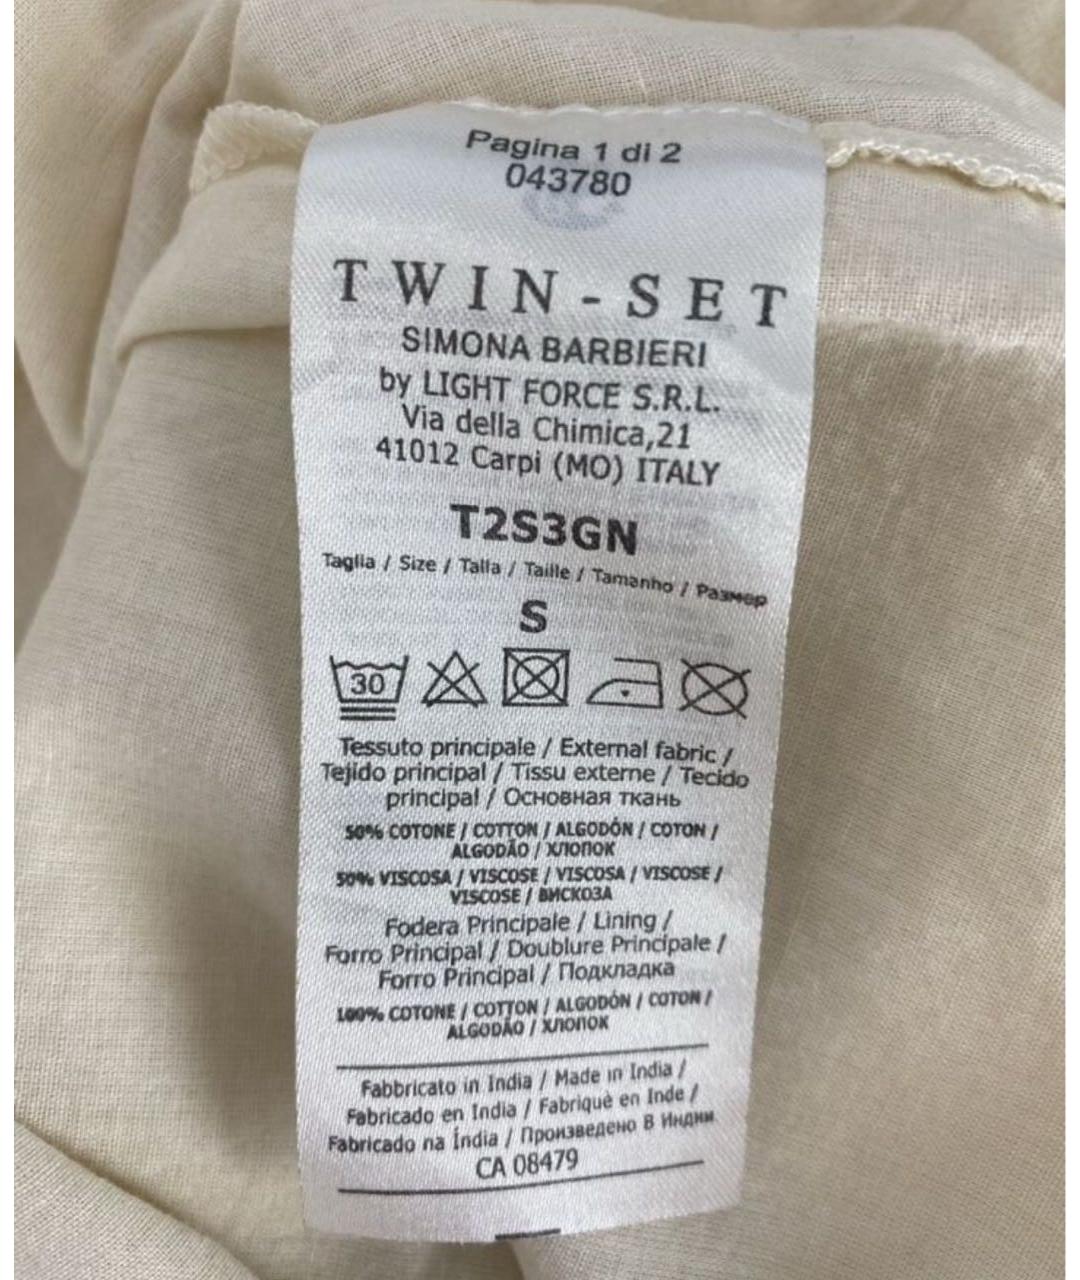 Pagina 1 di 2
043780
TWIN-SET
SIMONA BARBIERI
by LIGHT FORCE S.R.L.
Via della Chimica,21
41012 Carpi (MO) ITALY
T2S3GN
Taglia / Size / Talla / Taille / Tamanho / Размер
S
30
Tessuto principale / External fabric /
Tejido principal / Tissu externe / Tecido
principal / Основная ткань
50% COTONE / COTTON / ALGODÓN / COTON /
ALGODÃO / ХЛОПОК
50% VISCOSA / VISCOSE / VISCOSA / VISCOSE /
VISCOSE / ВИСКОЗА
Fodera Principale / Lining /
Forro Principal / Doublure Principale /
Forro Principal / Подкладка
100% COTONE / COTTON / ALGODÓN / COTON /
ALGODÃO / ХЛОПОК
Fabbricato in India / Made in India /
Fabricado en India / Fabriquè en Inde /
Fabricado na Índia / Произведено В Индии
CA 08479